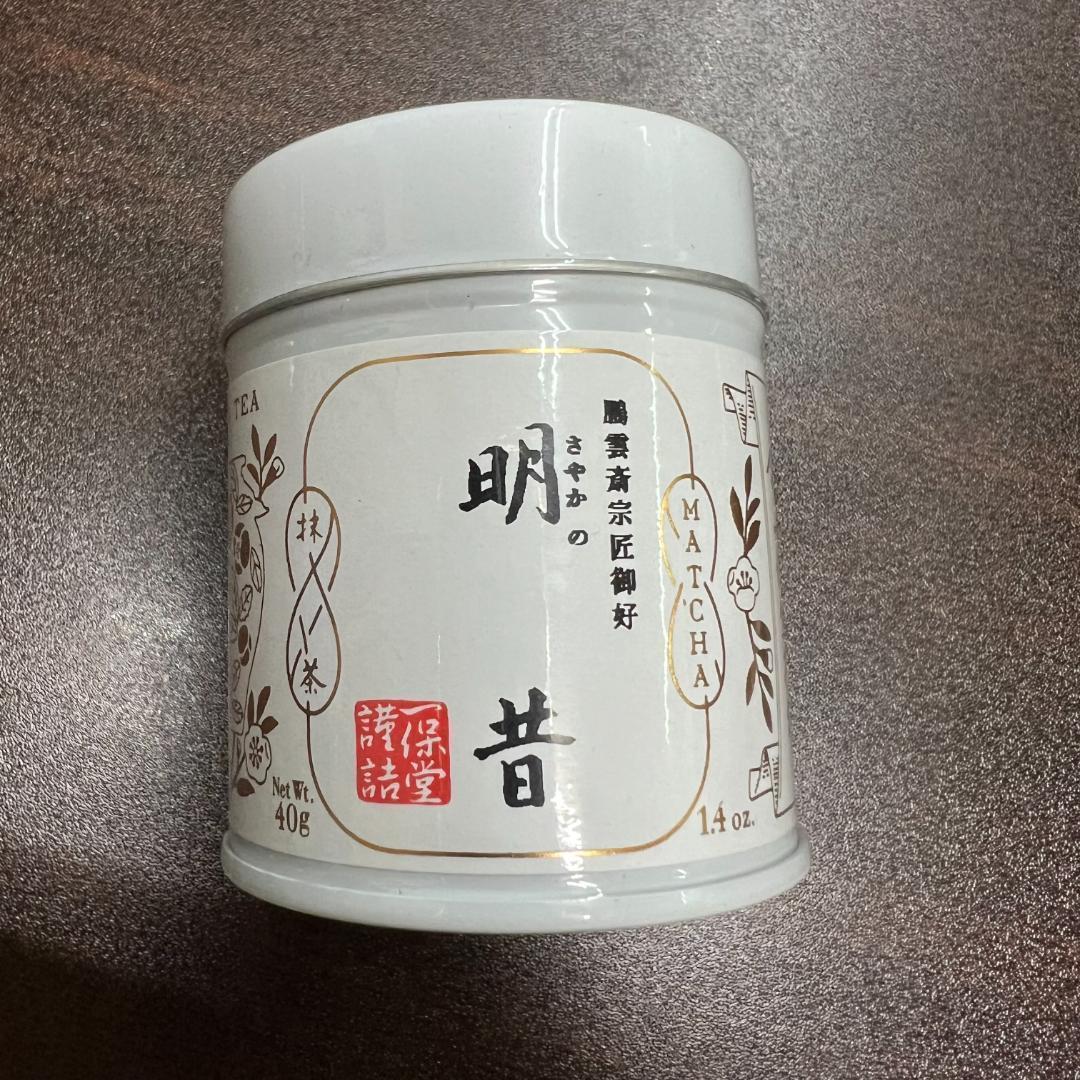 TEA
鵬雲斎宗匠御好
明昔
さやかの
一保堂
謹詰
抹茶
MATCHA
Net Wt.
40g
1.4 oz.